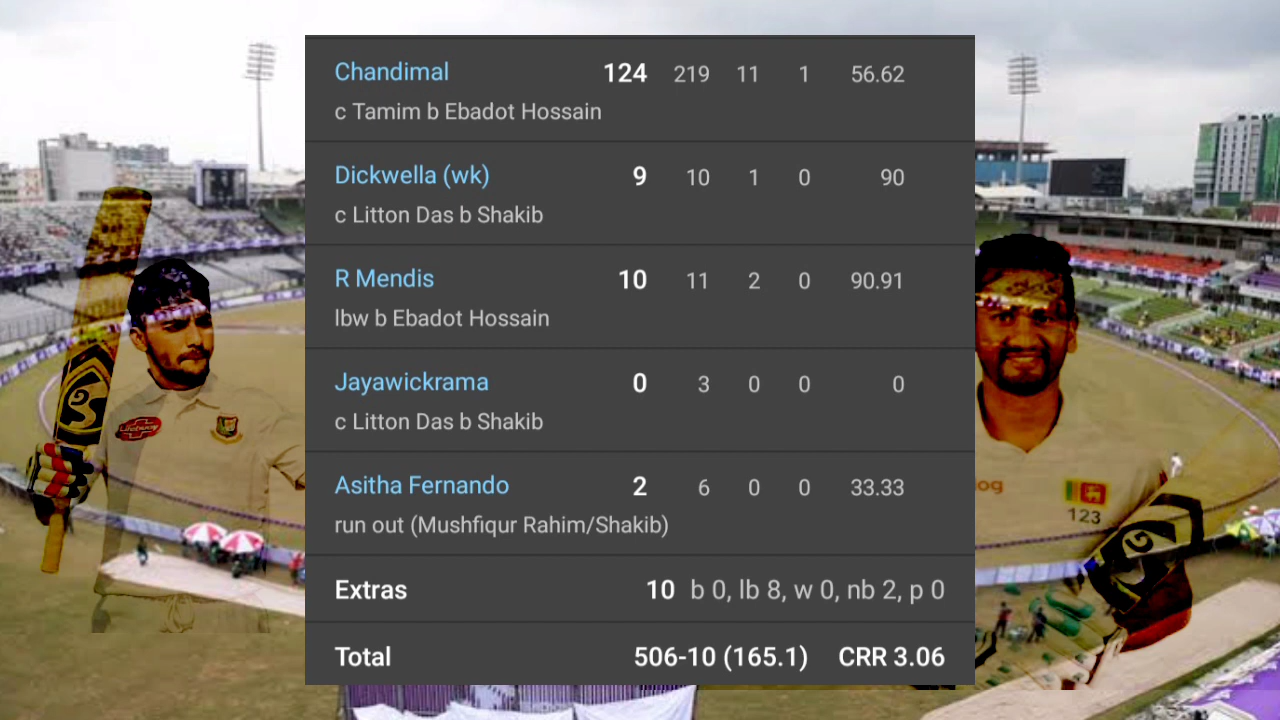 Chandimal 124 219 11 1 56.62
c Tamim b Ebadot Hossain
Dickwella (wk) 9 10 1 0 90
c Litton Das b Shakib
R Mendis 10 11 2 0 90.91
lbw b Ebadot Hossain
Jayawickrama 0 3 0 0 0
c Litton Das b Shakib
Asitha Fernando 2 6 0 0 33.33
run out (Mushfiqur Rahim/Shakib)
Extras 10 b 0, lb 8, w 0, nb 2, p 0
Total 506-10 (165.1) CRR 3.06
Lifebuoy
og
123